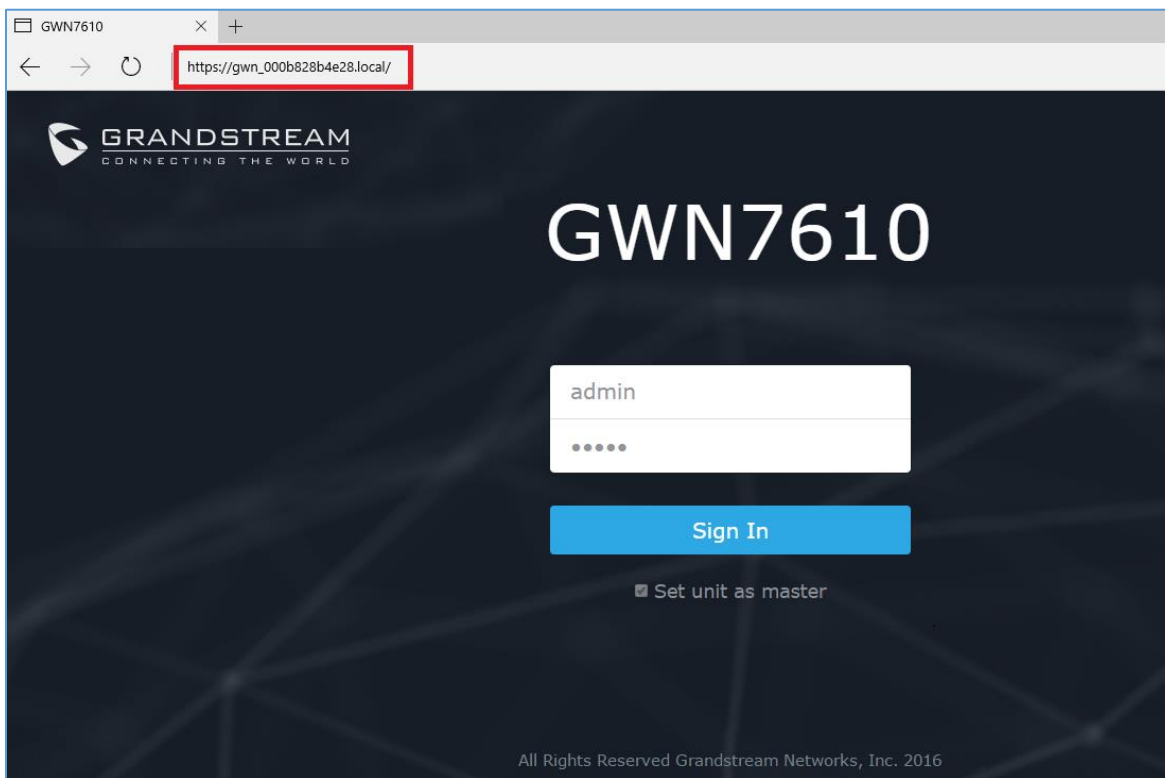 GWN7610
https://gwn_000b828b4e28.local/
GRANDSTREAM
CONNECTING THE WORLD
GWN7610
admin
•••••
Sign In
Set unit as master
All Rights Reserved Grandstream Networks, Inc. 2016